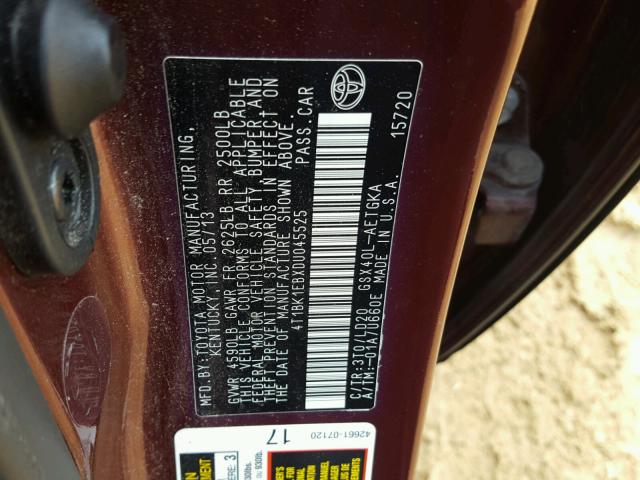 MFD.BY:TOYOTA MOTOR MANUFACTURING,
KENTUCKY, INC. 05/13
GVWR 4590LB GAWR FR 2625LB RR 2500LB
THIS VEHICLE CONFORMS TO ALL APPLICABLE
FEDERAL MOTOR VEHICLE SAFETY, BUMPER AND
THEFT PREVENTION STANDARDS IN EFFECT ON
THE DATE OF MANUFACTURE SHOWN ABOVE.
4T1BK1EBXDU045525 PASS.CAR
C/TR:3T0/LD20 GSX40L-AETGKA
A/TM:-01A/U660E MADE IN U.S.A.
15720
42661-07120
17